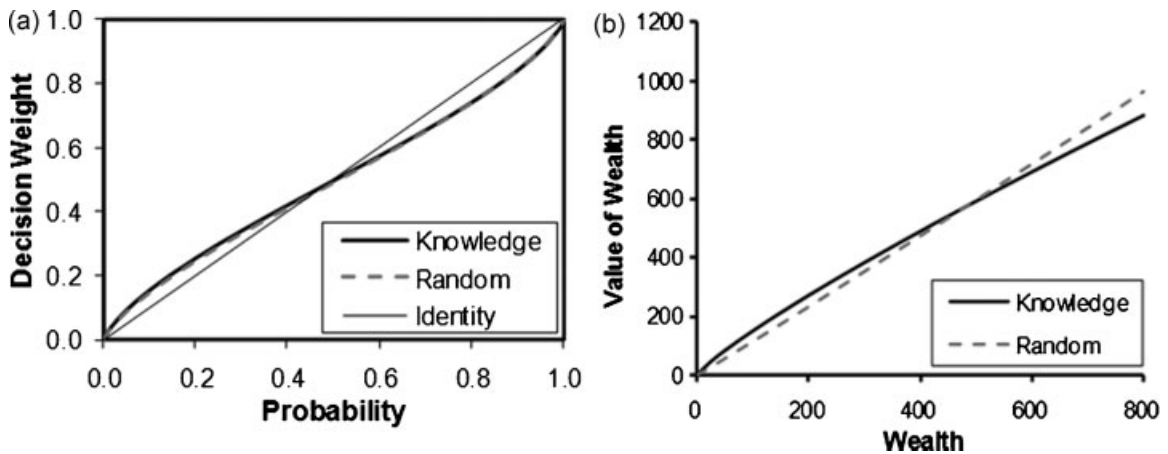 (a)
1.0
0.8
0.6
0.4
0.2
0.0
Decision Weight
Knowledge
Random
Identity
0.0 0.2 0.4 0.6 0.8 1.0
Probability
(b)
1200
1000
800
600
400
200
0
Value of Wealth
Knowledge
Random
0 200 400 600 800
Wealth